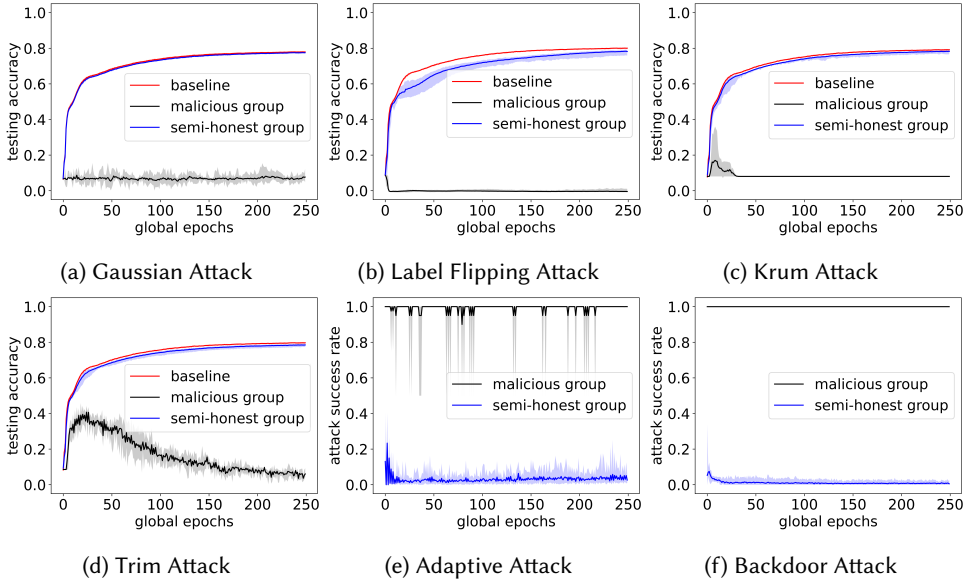 testing accuracy
1.0
0.8
0.6
0.4
0.2
0.0
baseline
malicious group
semi-honest group
0 50 100 150 200 250
global epochs
(a) Gaussian Attack
testing accuracy
1.0
0.8
0.6
0.4
0.2
0.0
baseline
malicious group
semi-honest group
0 50 100 150 200 250
global epochs
(b) Label Flipping Attack
testing accuracy
1.0
0.8
0.6
0.4
0.2
0.0
baseline
malicious group
semi-honest group
0 50 100 150 200 250
global epochs
(c) Krum Attack
testing accuracy
1.0
0.8
0.6
0.4
0.2
0.0
baseline
malicious group
semi-honest group
0 50 100 150 200 250
global epochs
(d) Trim Attack
attack success rate
1.0
0.8
0.6
0.4
0.2
0.0
malicious group
semi-honest group
0 50 100 150 200 250
global epochs
(e) Adaptive Attack
attack success rate
1.0
0.8
0.6
0.4
0.2
0.0
malicious group
semi-honest group
0 50 100 150 200 250
global epochs
(f) Backdoor Attack